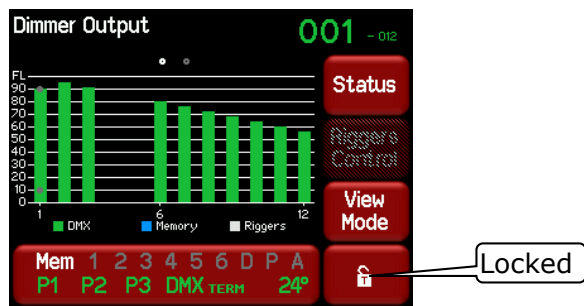 Dimmer Output
001 - 012
FL
90
80
70
60
50
40
30
20
10
0
1 6 12
DMX Memory Riggers
Status
Riggers
Control
View
Mode
Mem 1 2 3 4 5 6 D P A
P1 P2 P3 DMX TERM 24°
Locked